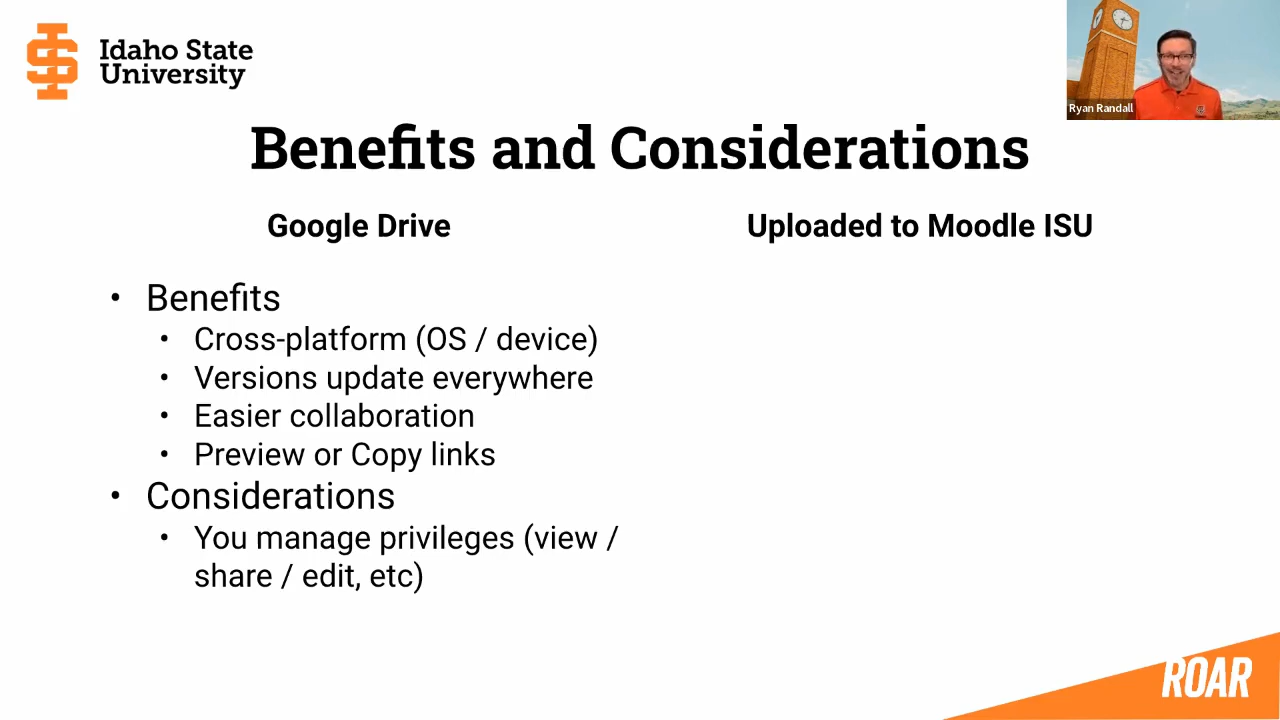 Idaho State
University
Ryan Randall
Benefits and Considerations
Google Drive
Uploaded to Moodle ISU
• Benefits
• Cross-platform (OS / device)
• Versions update everywhere
• Easier collaboration
• Preview or Copy links
• Considerations
• You manage privileges (view /
share / edit, etc)
ROAR